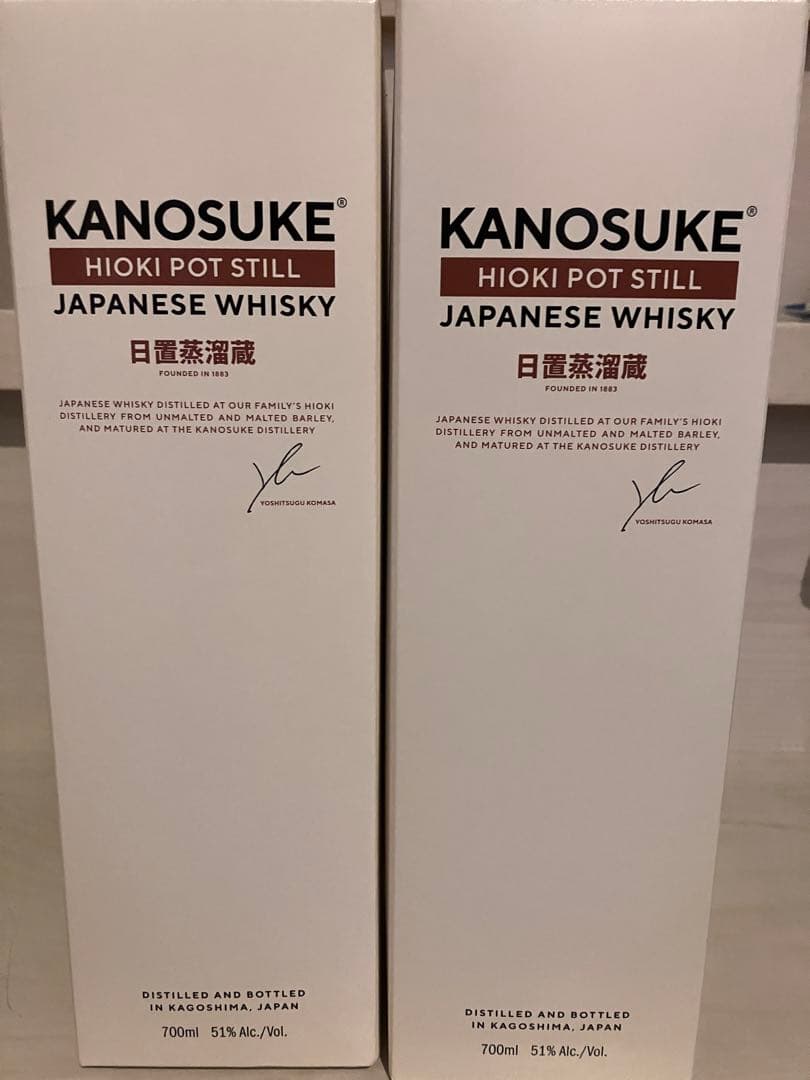 KANOSUKE®
HIOKI POT STILL
JAPANESE WHISKY
日置蒸溜蔵
FOUNDED IN 1883
JAPANESE WHISKY DISTILLED AT OUR FAMILY'S HIOKI
DISTILLERY FROM UNMALTED AND MALTED BARLEY,
AND MATURED AT THE KANOSUKE DISTILLERY
YOSHITSUGU KOMASA
DISTILLED AND BOTTLED
IN KAGOSHIMA, JAPAN
700ml 51% Alc./Vol.
KANOSUKE®
HIOKI POT STILL
JAPANESE WHISKY
日置蒸溜蔵
FOUNDED IN 1883
JAPANESE WHISKY DISTILLED AT OUR FAMILY'S HIOKI
DISTILLERY FROM UNMALTED AND MALTED BARLEY,
AND MATURED AT THE KANOSUKE DISTILLERY
YOSHITSUGU KOMASA
DISTILLED AND BOTTLED
IN KAGOSHIMA, JAPAN
700ml 51% Alc./Vol.